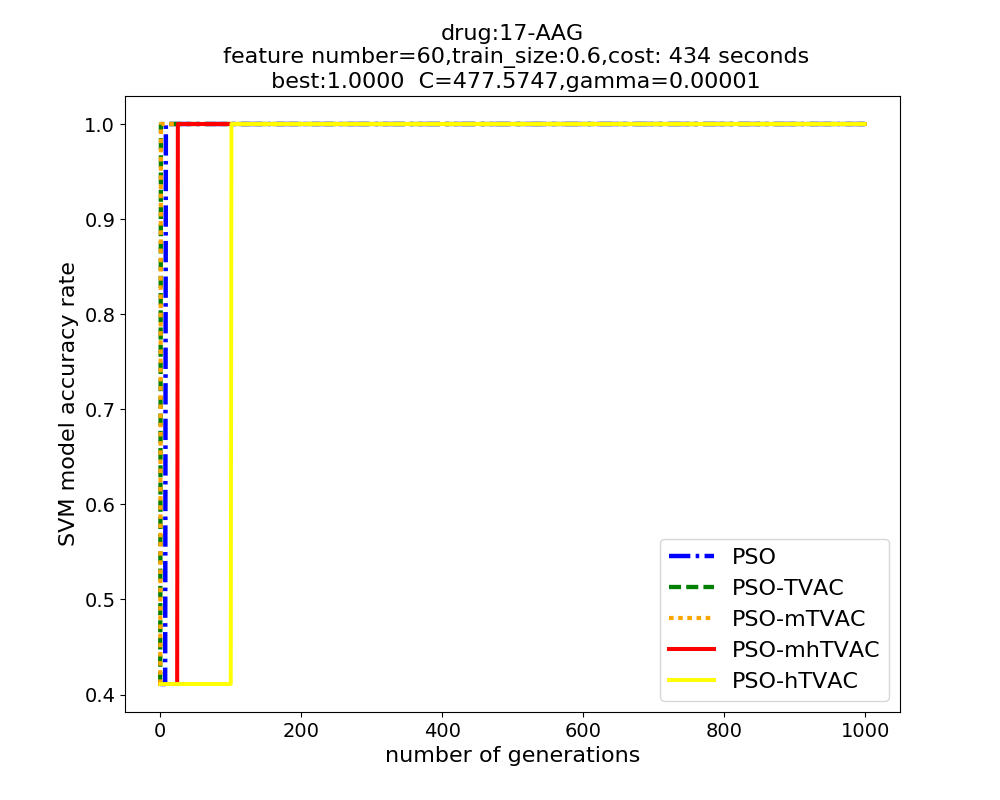 drug:17-AAG
feature number=60,train_size:0.6,cost: 434 seconds
best:1.0000  C=477.5747,gamma=0.00001
1.0
0.9
0.8
0.7
0.6
0.5
0.4
SVM model accuracy rate
PSO
PSO-TVAC
PSO-mTVAC
PSO-mhTVAC
PSO-hTVAC
0 200 400 600 800 1000
number of generations